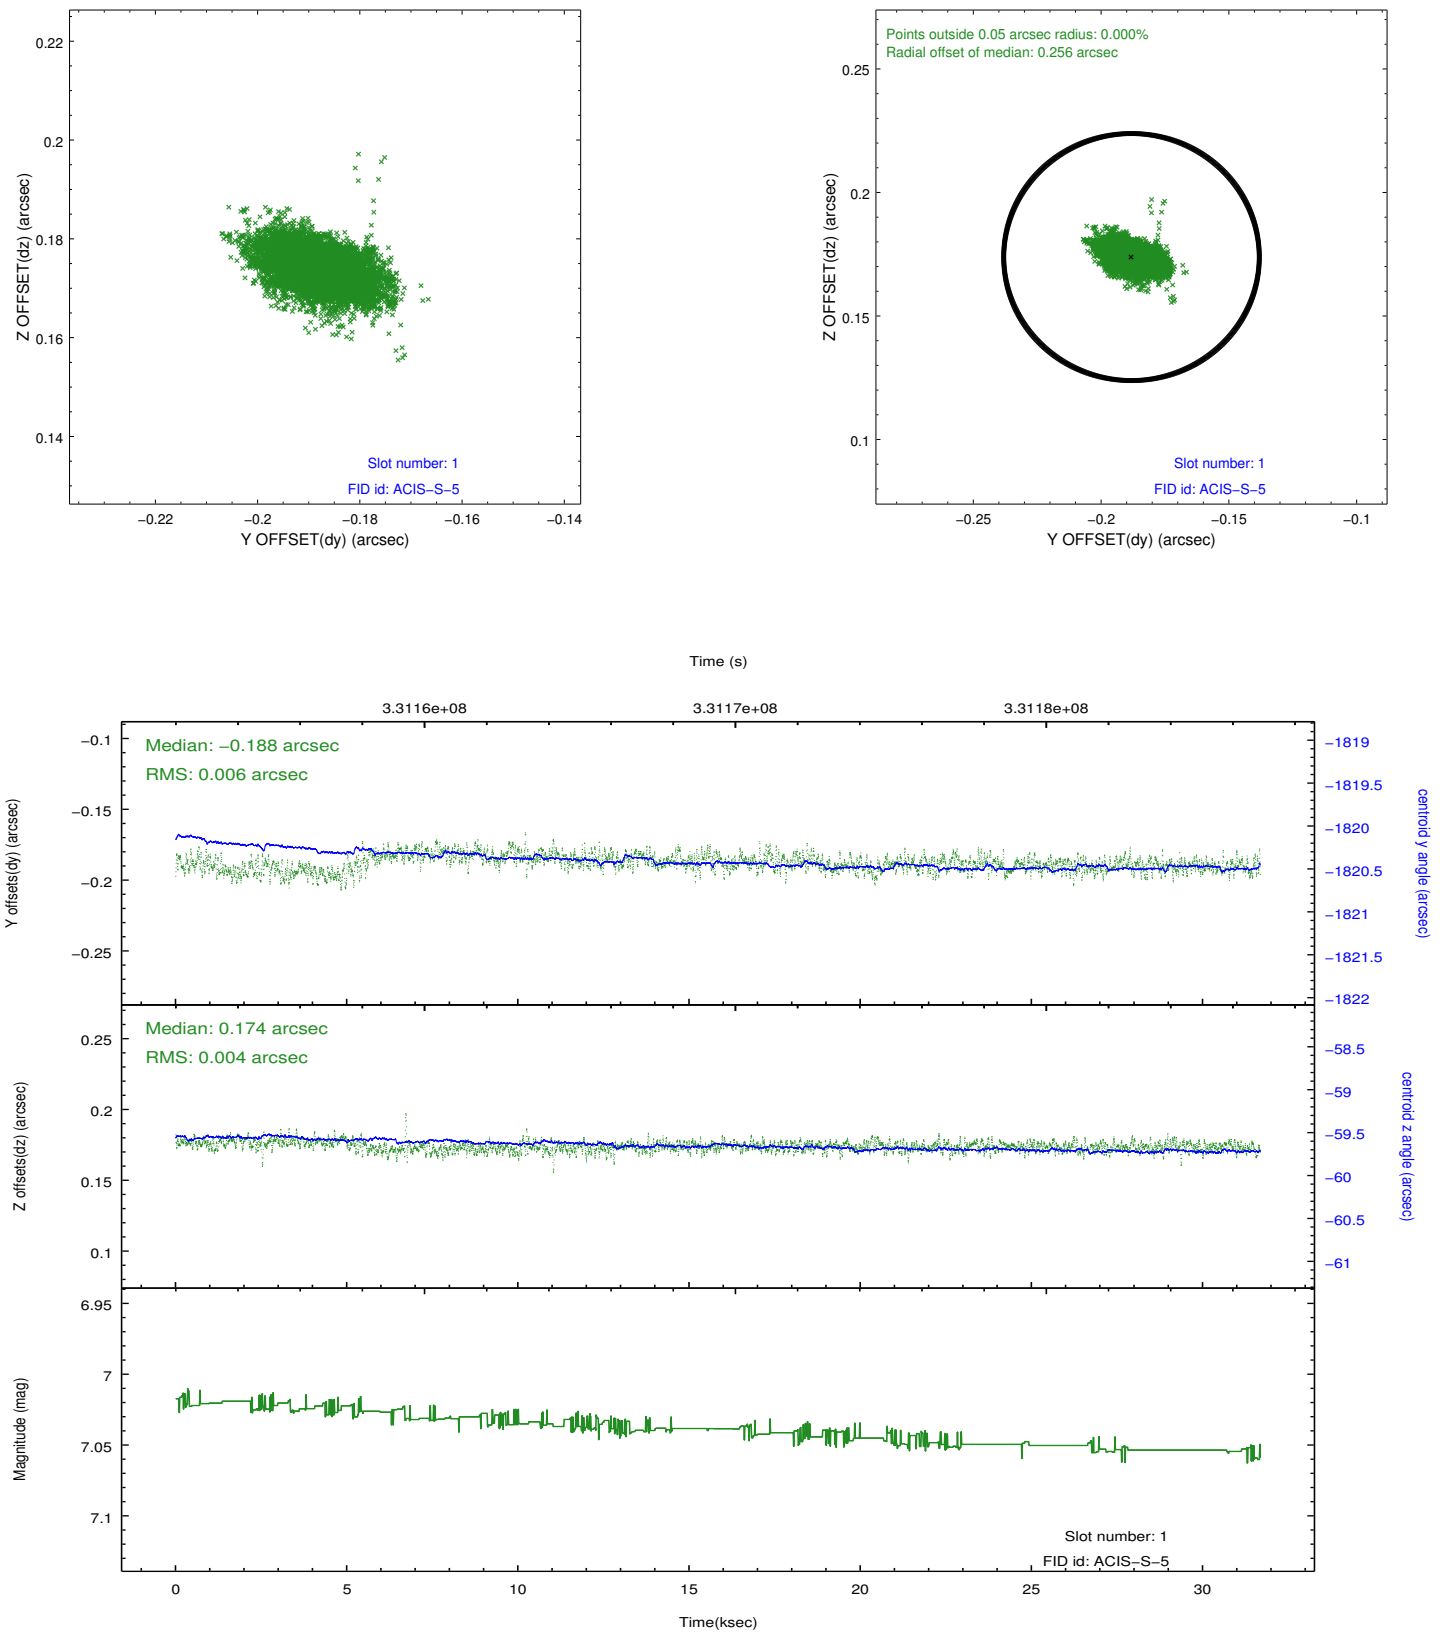 0.22
0.2
0.18
0.16
0.14
Z OFFSET(dz) (arcsec)
−0.22
−0.2
−0.18
−0.16
−0.14
Y OFFSET(dy) (arcsec)
Slot number: 1
FID id: ACIS−S−5
Points outside 0.05 arcsec radius: 0.000%
Radial offset of median: 0.256 arcsec
0.25
0.2
0.15
0.1
Z OFFSET(dz) (arcsec)
−0.25
−0.2
−0.15
−0.1
Y OFFSET(dy) (arcsec)
Slot number: 1
FID id: ACIS−S−5
Time (s)
3.3116e+08
3.3117e+08
3.3118e+08
Median: −0.188 arcsec
RMS: 0.006 arcsec
−0.1
−0.15
−0.2
−0.25
Y offsets(dy) (arcsec)
−1819
−1819.5
−1820
−1820.5
−1821
−1821.5
−1822
centroid y angle (arcsec)
Median: 0.174 arcsec
RMS: 0.004 arcsec
0.25
0.2
0.15
0.1
Z offsets(dz) (arcsec)
−58.5
−59
−59.5
−60
−60.5
−61
centroid z angle (arcsec)
6.95
7
7.05
7.1
Magnitude (mag)
Slot number: 1
FID id: ACIS−S−5
0
5
10
15
20
25
30
Time(ksec)